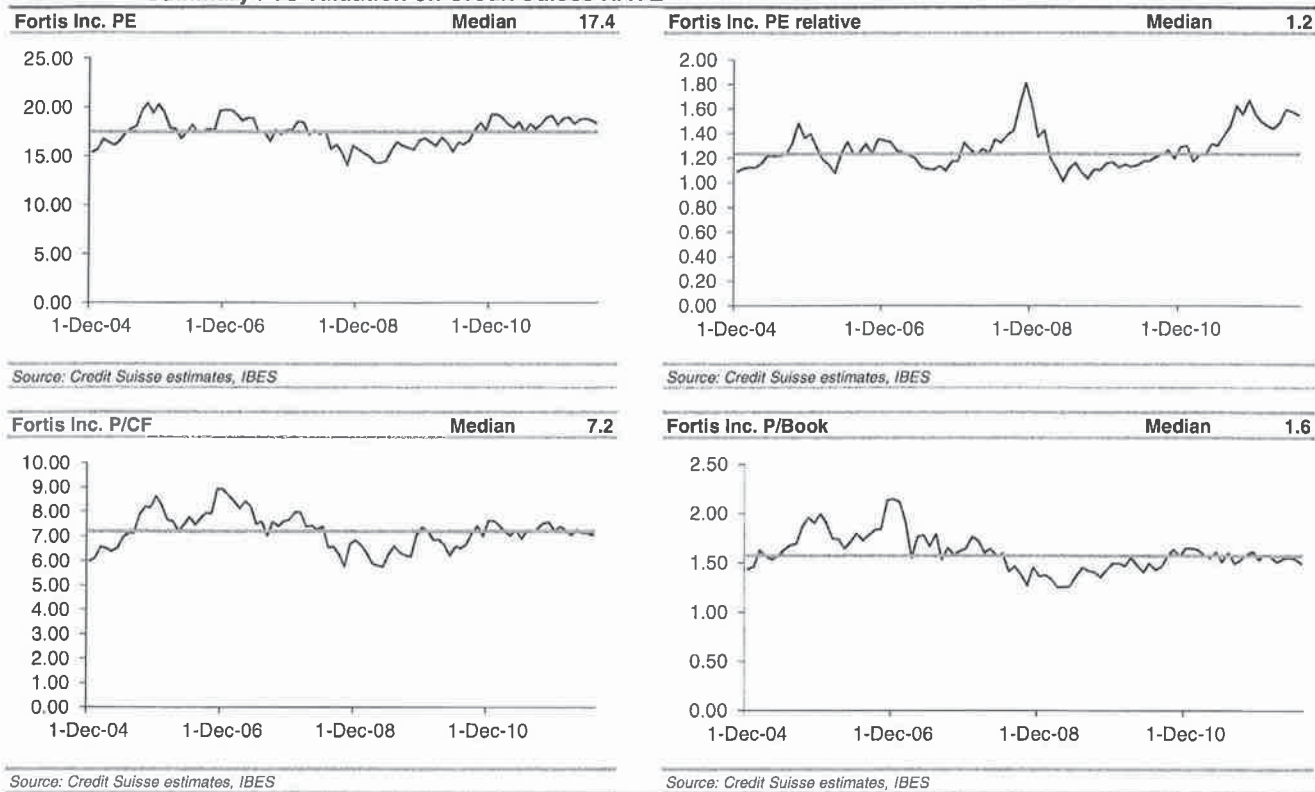 Fortis Inc. PE Median 17.4
25.00
20.00
15.00
10.00
5.00
0.00
1-Dec-04 1-Dec-06 1-Dec-08 1-Dec-10
Source: Credit Suisse estimates, IBES
Fortis Inc. PE relative Median 1.2
2.00
1.80
1.60
1.40
1.20
1.00
0.80
0.60
0.40
0.20
0.00
1-Dec-04 1-Dec-06 1-Dec-08 1-Dec-10
Source: Credit Suisse estimates, IBES
Fortis Inc. P/CF Median 7.2
10.00
9.00
8.00
7.00
6.00
5.00
4.00
3.00
2.00
1.00
0.00
1-Dec-04 1-Dec-06 1-Dec-08 1-Dec-10
Source: Credit Suisse estimates, IBES
Fortis Inc. P/Book Median 1.6
2.50
2.00
1.50
1.00
0.50
0.00
1-Dec-04 1-Dec-06 1-Dec-08 1-Dec-10
Source: Credit Suisse estimates, IBES